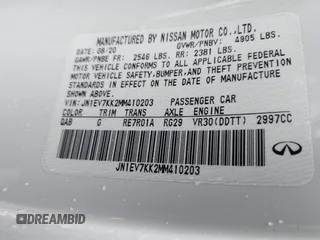 MANUFACTURED BY NISSAN MOTOR CO.,LTD.
DATE: 08/20 GVWR/PNBV: 4905 LBS.
GAWR/PNBE FR: 2546 LBS. RR: 2381 LBS.
THIS VEHICLE CONFORMS TO ALL APPLICABLE FEDERAL
MOTOR VEHICLE SAFETY,BUMPER,AND THEFT PREVENTION
STANDARDS IN EFFECT ON THE DATE OF MANUFACTURE
SHOWN ABOVE.
VIN:JN1EV7KK2MM410203 PASSENGER CAR
COLOR TRIM TRANS AXLE ENGINE
QAB G RE7R01A RG29 VR30(DDTT) 2997CC
JN1EV7KK2MM410203
INFINITI
DREAMBID